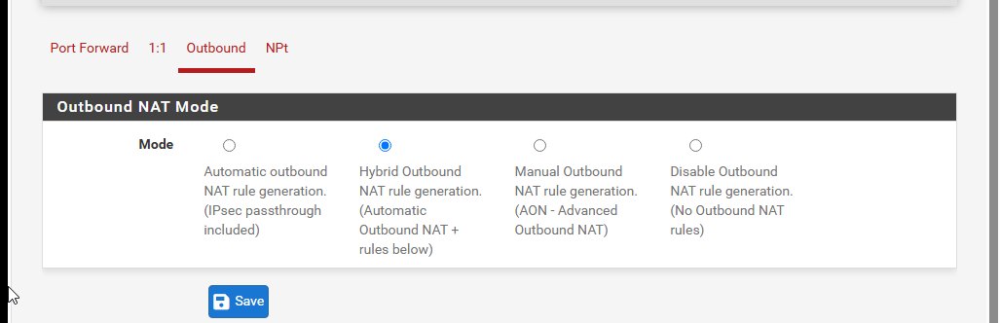 Port Forward 1:1 Outbound NPt
Outbound NAT Mode
Mode
Automatic outbound
NAT rule generation.
(IPsec passthrough
included)
Hybrid Outbound
NAT rule generation.
(Automatic
Outbound NAT +
rules below)
Manual Outbound
NAT rule generation.
(AON - Advanced
Outbound NAT)
Disable Outbound
NAT rule generation.
(No Outbound NAT
rules)
Save